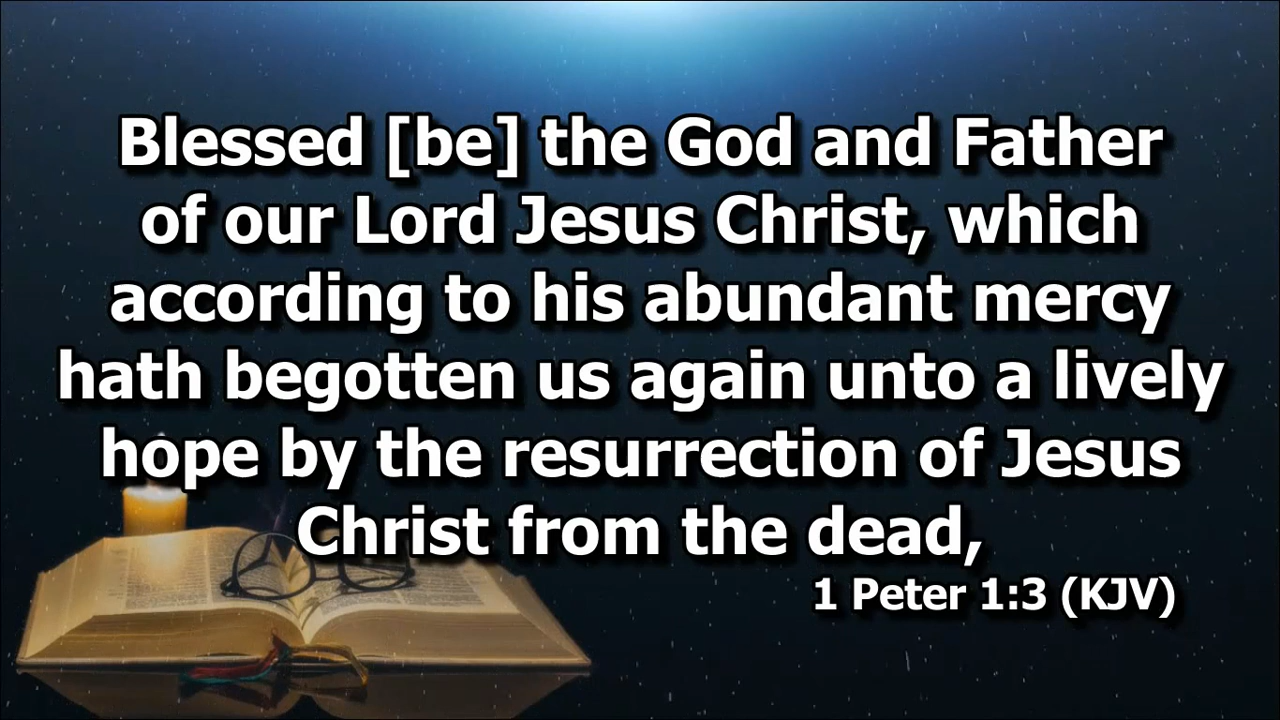 Blessed [be] the God and Father
of our Lord Jesus Christ, which
according to his abundant mercy
hath begotten us again unto a lively
hope by the resurrection of Jesus
Christ from the dead,
1 Peter 1:3 (KJV)